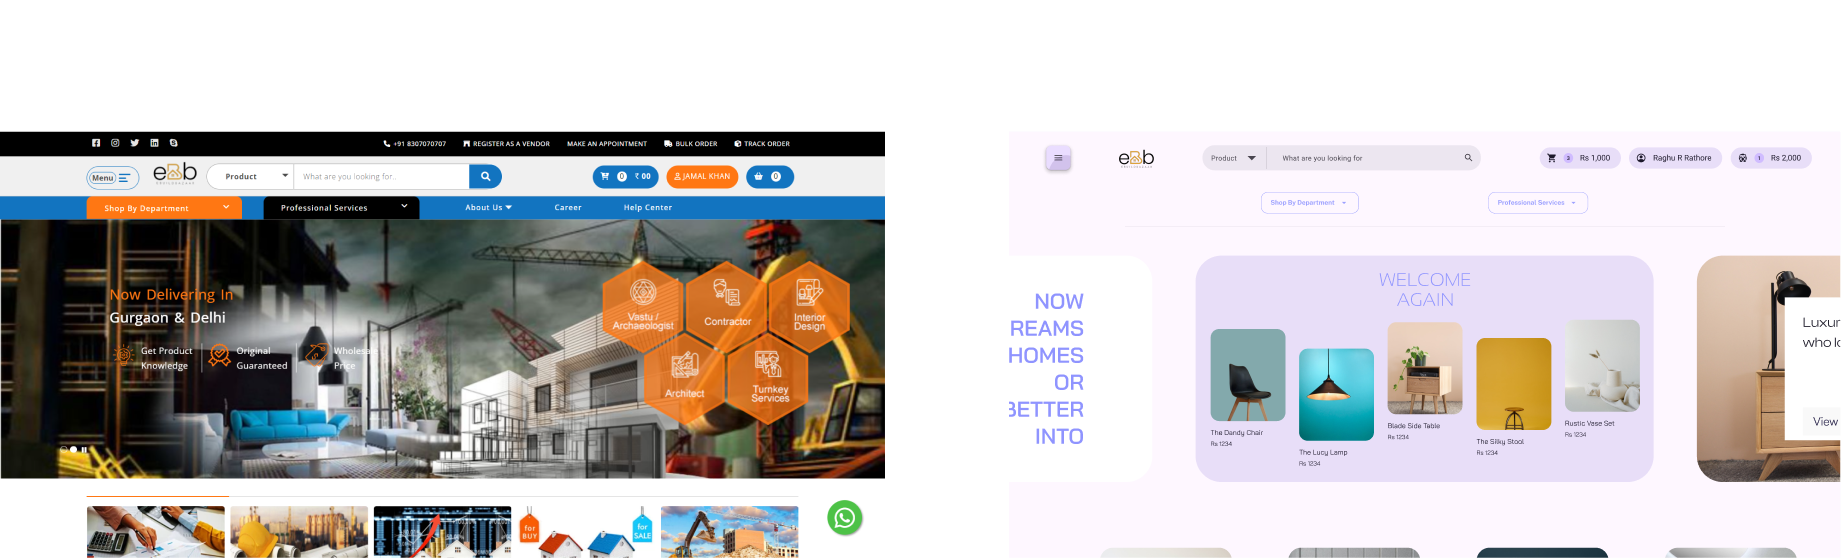 +91 8307070707 REGISTER AS A VENDOR MAKE AN APPOINTMENT BULK ORDER TRACK ORDER
Menu
ebb
Product What are you looking for..
0 ₹ 00 JAMAL KHAN 0
Shop By Department Professional Services About Us Career Help Center
Now Delivering In
Gurgaon & Delhi
Get Product
Knowledge
Original
Guaranteed
Wholesale
Price
Vastu /
Archaeologist
Contractor
Interior
Design
Architect
Turnkey
Services
for
BUY
for
SALE
ebb
Product What are you looking for
3 Rs 1,000 Raghu R Rathore 1 Rs 2,000
Shop By Department Professional Services
NOW
REAMS
HOMES
OR
BETTER
INTO
WELCOME
AGAIN
The Dandy Chair
Rs 1234
The Lucy Lamp
Rs 1234
Blade Side Table
Rs 1234
The Silky Stool
Rs 1234
Rustic Vase Set
Rs 1234
Luxur
who lo
View